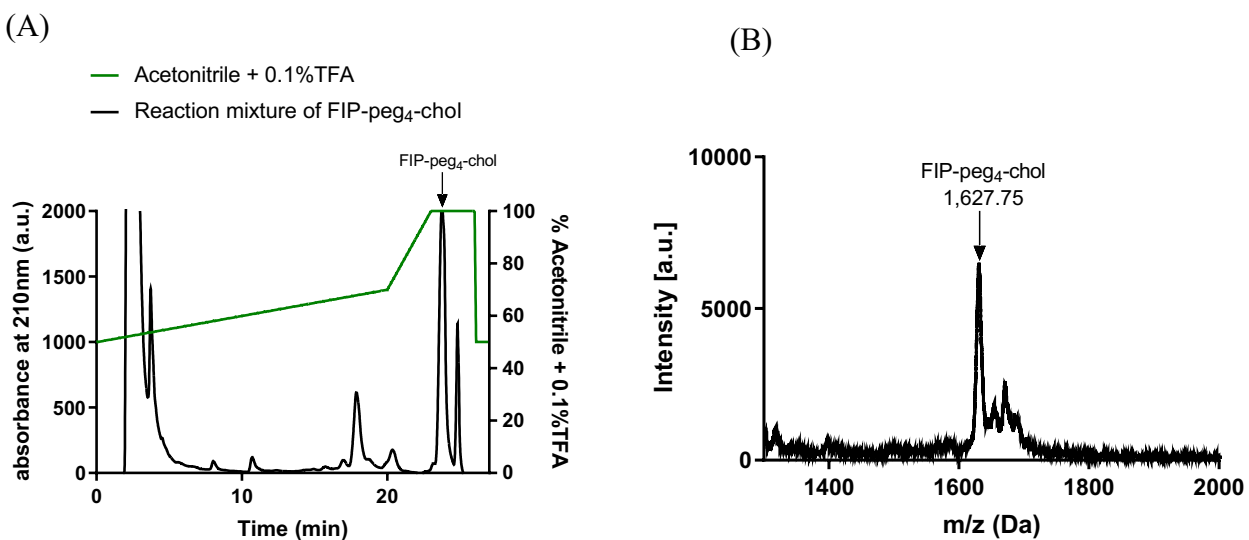 (A)
Acetonitrile + 0.1%TFA
Reaction mixture of FIP-peg₄-chol
FIP-peg₄-chol
absorbance at 210nm (a.u.)
2000
1500
1000
500
0
100
80
60
40
20
0
% Acetonitrile + 0.1%TFA
0
10
20
Time (min)
(B)
FIP-peg₄-chol
1,627.75
Intensity [a.u.]
10000
5000
0
1400
1600
1800
2000
m/z (Da)